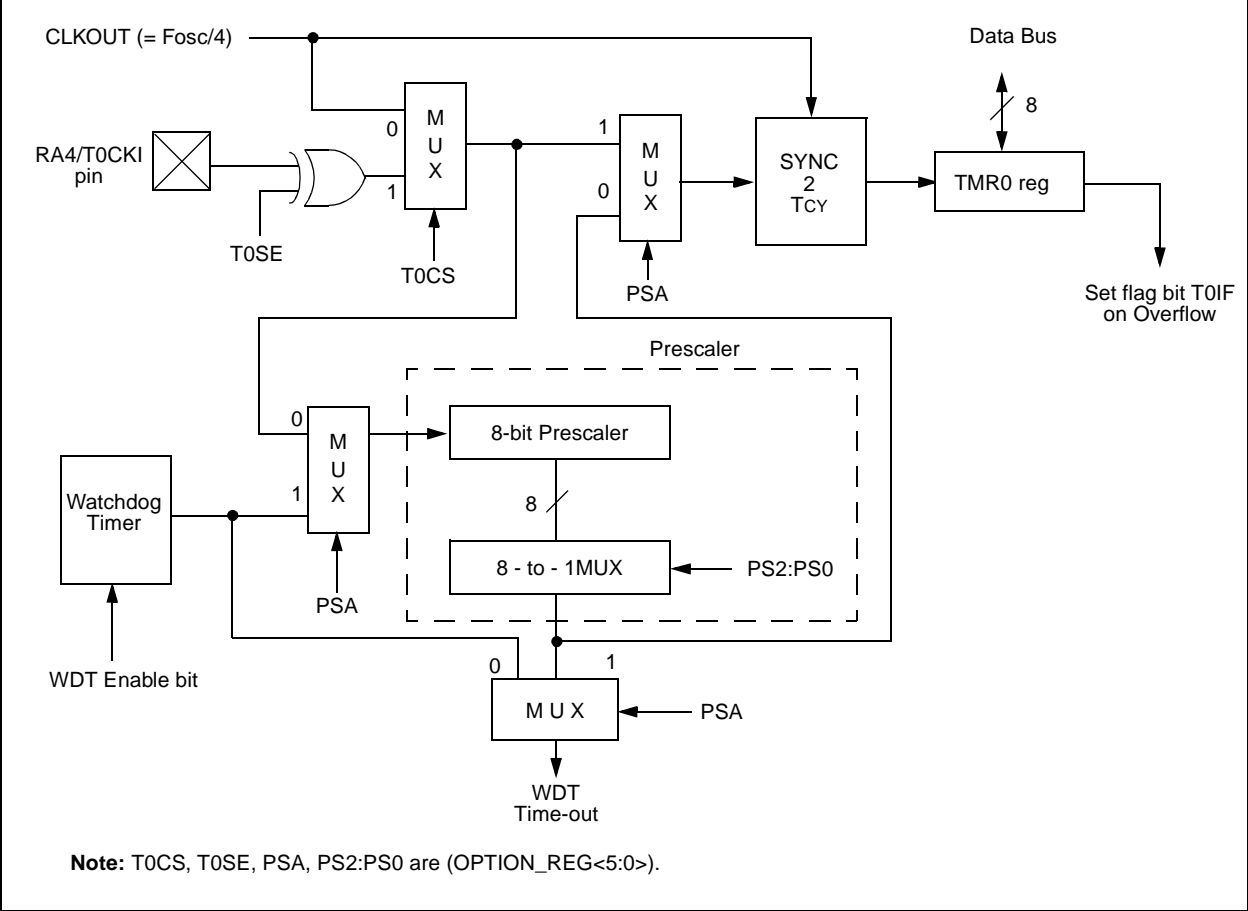 CLKOUT (= Fosc/4)
Data Bus
8
RA4/T0CKI
pin
T0SE
0
1
M
U
X
T0CS
1
0
M
U
X
PSA
SYNC
2
TCY
TMR0 reg
Set flag bit T0IF
on Overflow
Prescaler
0
1
M
U
X
PSA
8-bit Prescaler
8
8 - to - 1MUX
PS2:PS0
Watchdog
Timer
WDT Enable bit
0
1
M U X
PSA
WDT
Time-out
Note: T0CS, T0SE, PSA, PS2:PS0 are (OPTION_REG<5:0>).